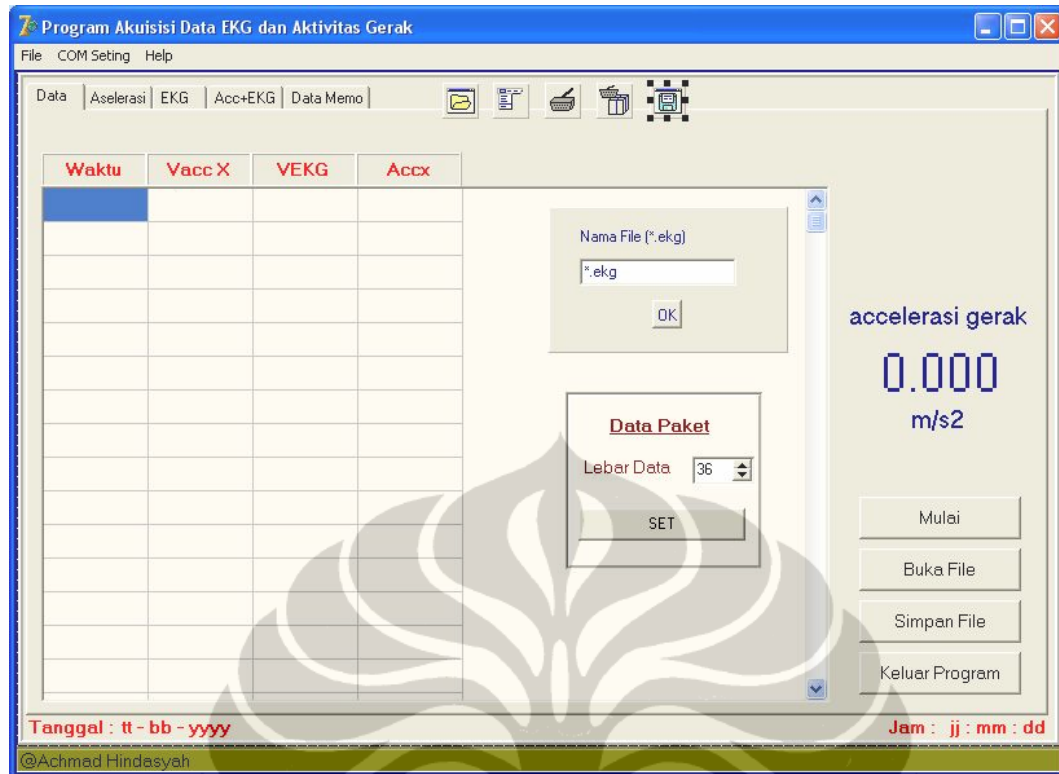 Program Akuisisi Data EKG dan Aktivitas Gerak
File COM Seting Help
Data Aselerasi EKG Acc+EKG Data Memo
Waktu Vacc X VEKG Accx
Nama File (*.ekg)
*.ekg
OK
accelerasi gerak
0.000
m/s2
Data Paket
Lebar Data 36
SET
Mulai
Buka File
Simpan File
Keluar Program
Tanggal : tt - bb - yyyy Jam : jj : mm : dd
@Achmad Hindasyah